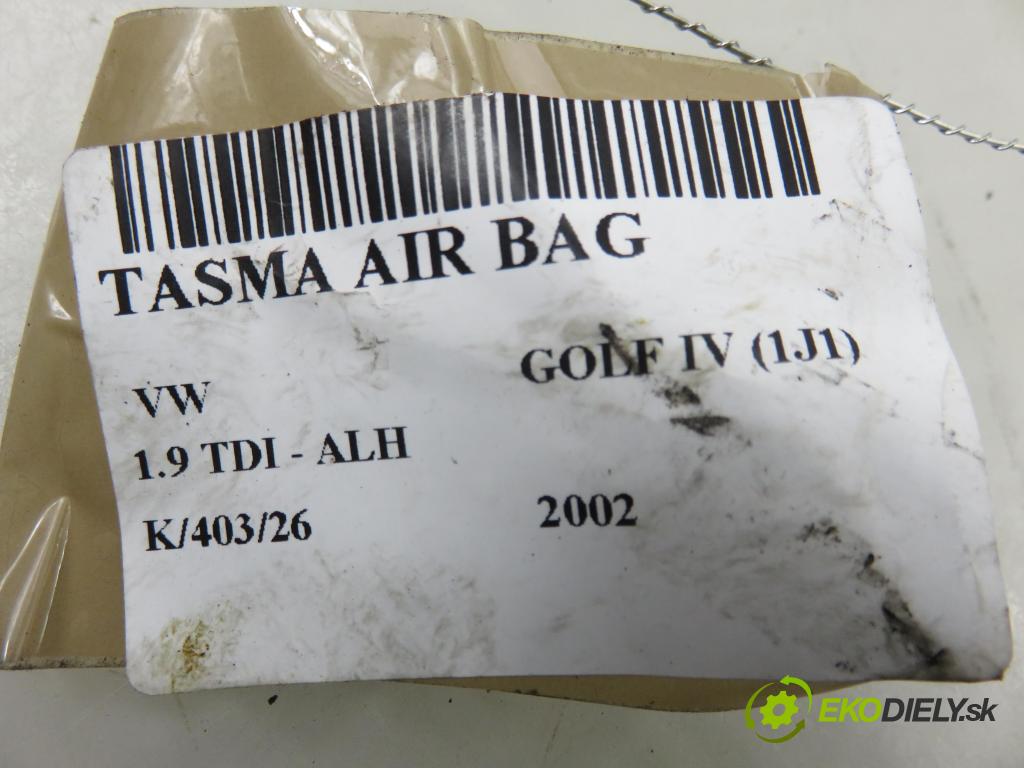 TASMA AIR BAG
VW GOLF IV (1J1)
1.9 TDI - ALH
K/403/26 2002
EKODIELY.sk